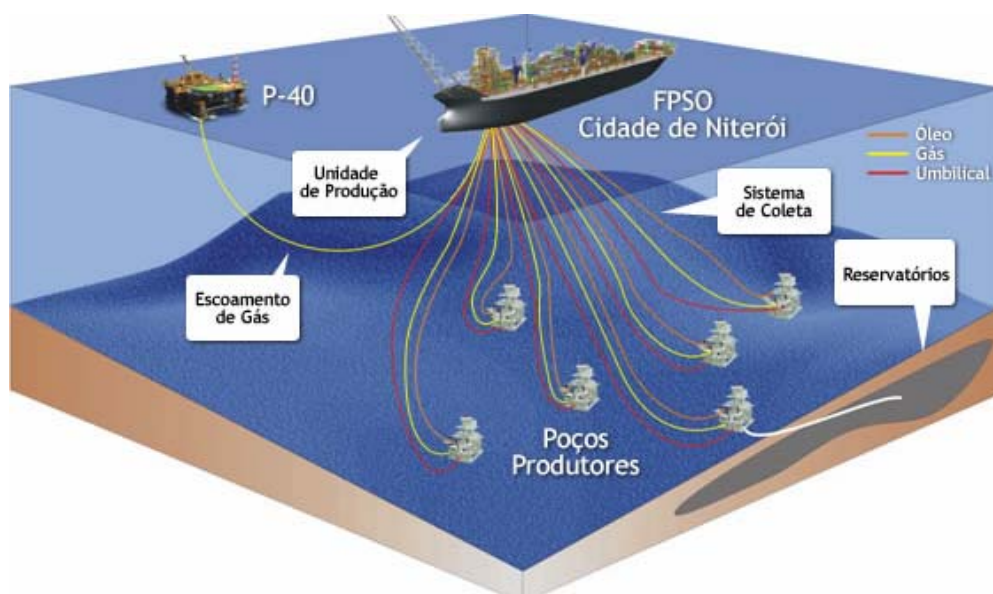 P-40
FPSO
Cidade de Niterói
Óleo
Gás
Umbilical
Unidade
de Produção
Sistema
de Coleta
Reservatórios
Escoamento
de Gás
Poços
Produtores